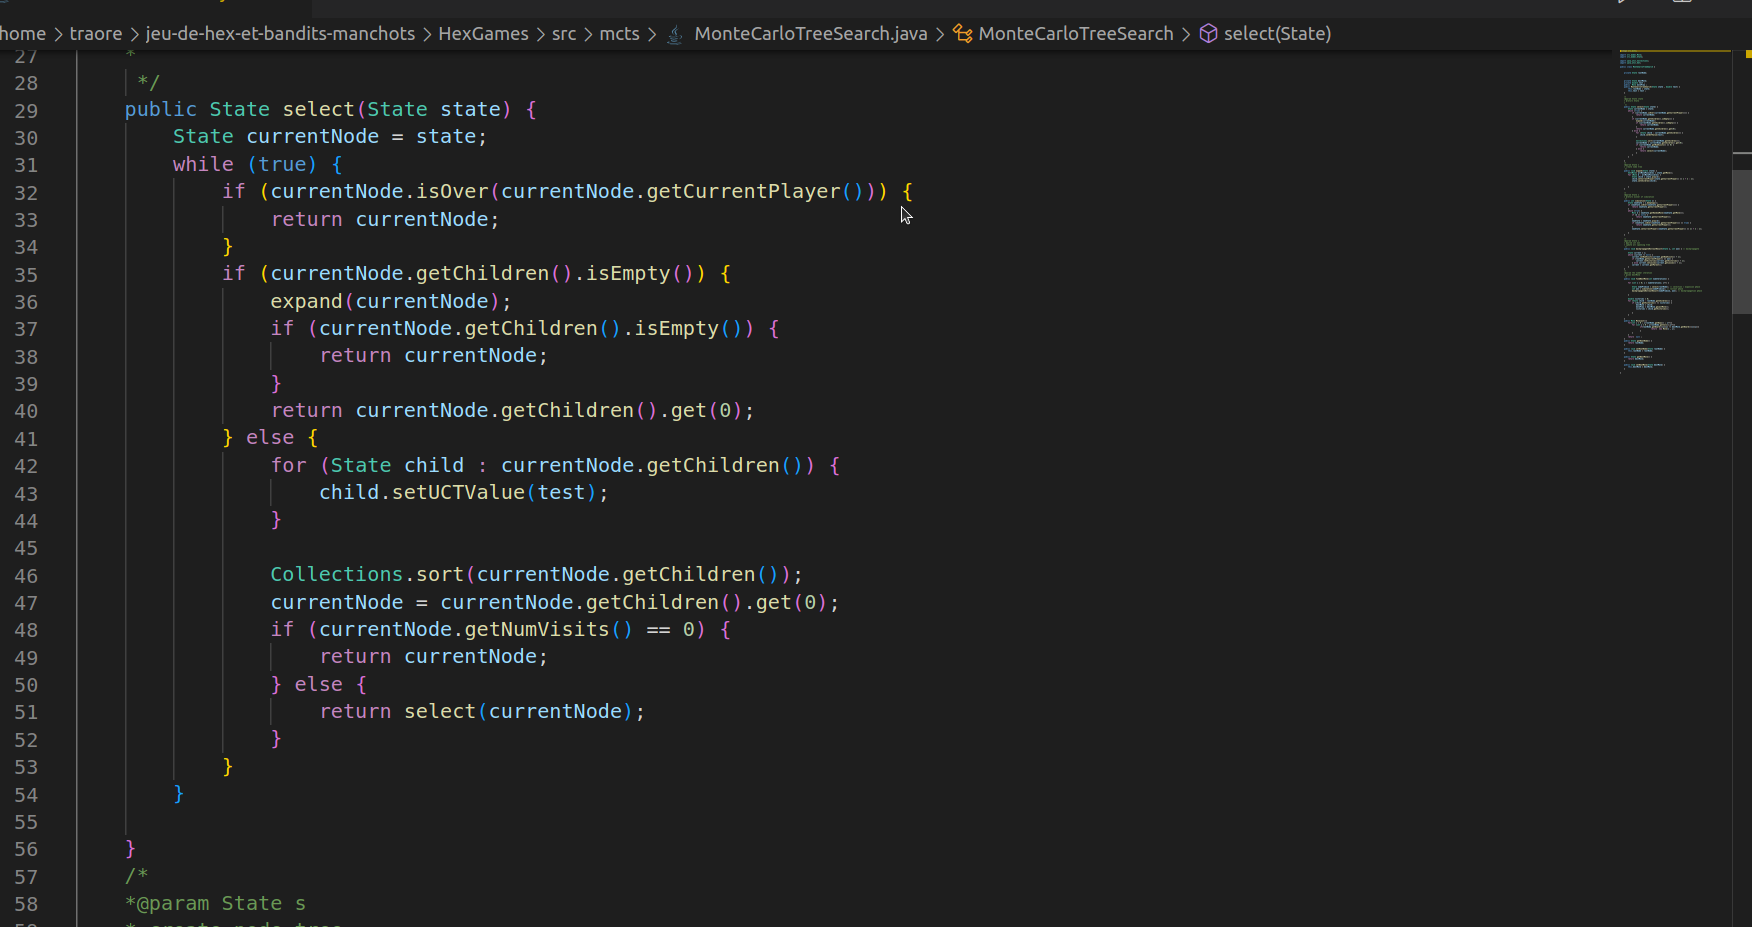 home > traore > jeu-de-hex-et-bandits-manchots > HexGames > src > mcts > MonteCarloTreeSearch.java > MonteCarloTreeSearch > select(State)
27 *
28 */
29 public State select(State state) {
30 State currentNode = state;
31 while (true) {
32 if (currentNode.isOver(currentNode.getCurrentPlayer())) {
33 return currentNode;
34 }
35 if (currentNode.getChildren().isEmpty()) {
36 expand(currentNode);
37 if (currentNode.getChildren().isEmpty()) {
38 return currentNode;
39 }
40 return currentNode.getChildren().get(0);
41 } else {
42 for (State child : currentNode.getChildren()) {
43 child.setUCTValue(test);
44 }
45
46 Collections.sort(currentNode.getChildren());
47 currentNode = currentNode.getChildren().get(0);
48 if (currentNode.getNumVisits() == 0) {
49 return currentNode;
50 } else {
51 return select(currentNode);
52 }
53 }
54 }
55
56 }
57 /*
58 *@param State s